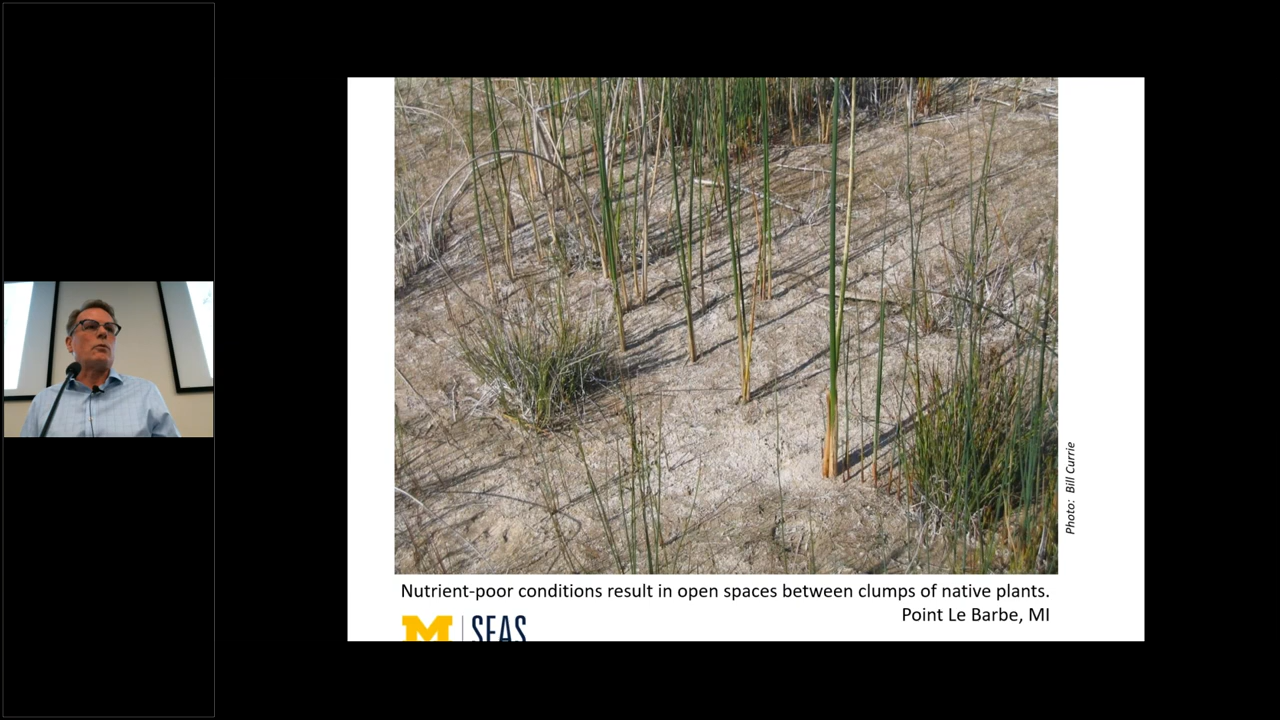 Photo: Bill Currie
Nutrient-poor conditions result in open spaces between clumps of native plants.
Point Le Barbe, MI
M SEAS